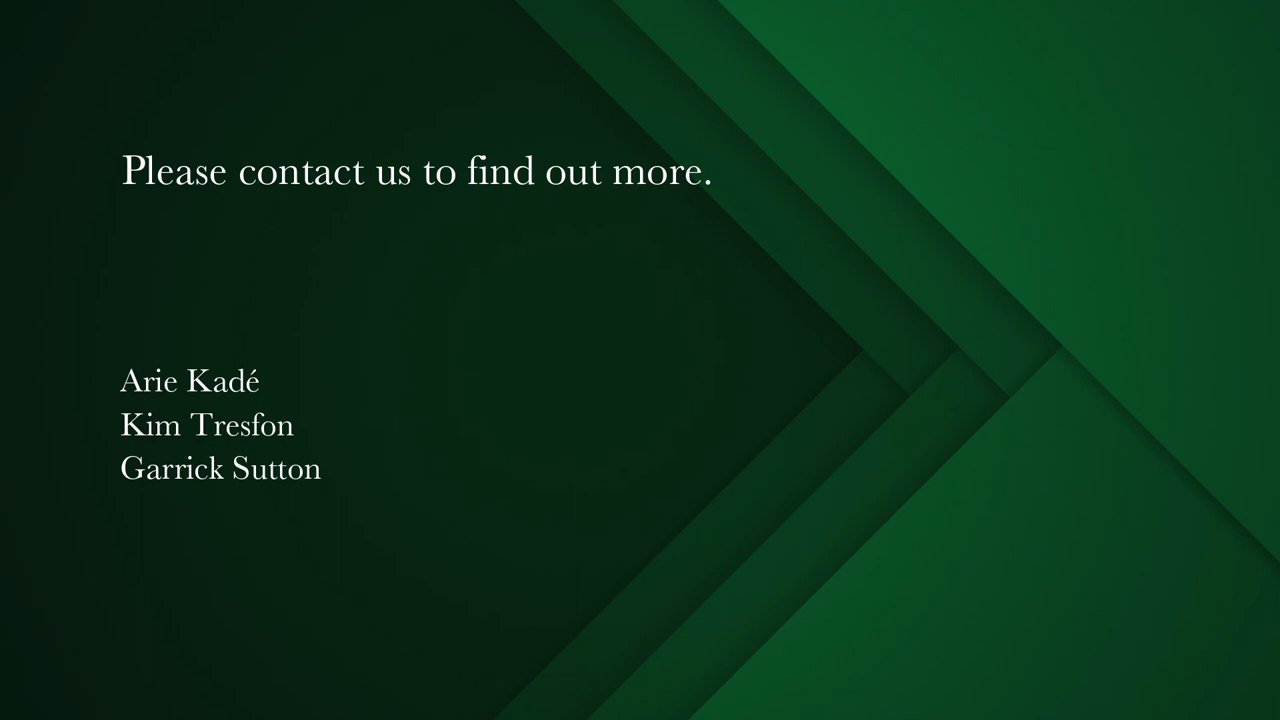 Please contact us to find out more.
Arie Kadé
Kim Tresfon
Garrick Sutton